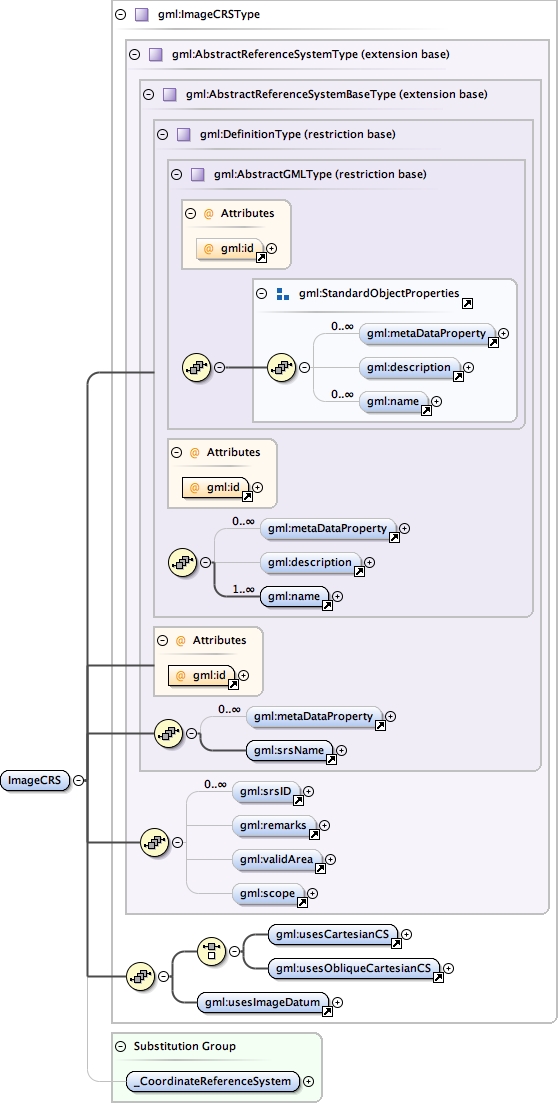 gml:ImageCRSType
gml:AbstractReferenceSystemType (extension base)
gml:AbstractReferenceSystemBaseType (extension base)
gml:DefinitionType (restriction base)
gml:AbstractGMLType (restriction base)
@ Attributes
@ gml:id
gml:StandardObjectProperties
0..∞
gml:metaDataProperty
gml:description
0..∞
gml:name
@ Attributes
@ gml:id
0..∞
gml:metaDataProperty
gml:description
1..∞
gml:name
@ Attributes
@ gml:id
0..∞
gml:metaDataProperty
gml:srsName
ImageCRS
0..∞
gml:srsID
gml:remarks
gml:validArea
gml:scope
gml:usesCartesianCS
gml:usesObliqueCartesianCS
gml:usesImageDatum
Substitution Group
_CoordinateReferenceSystem